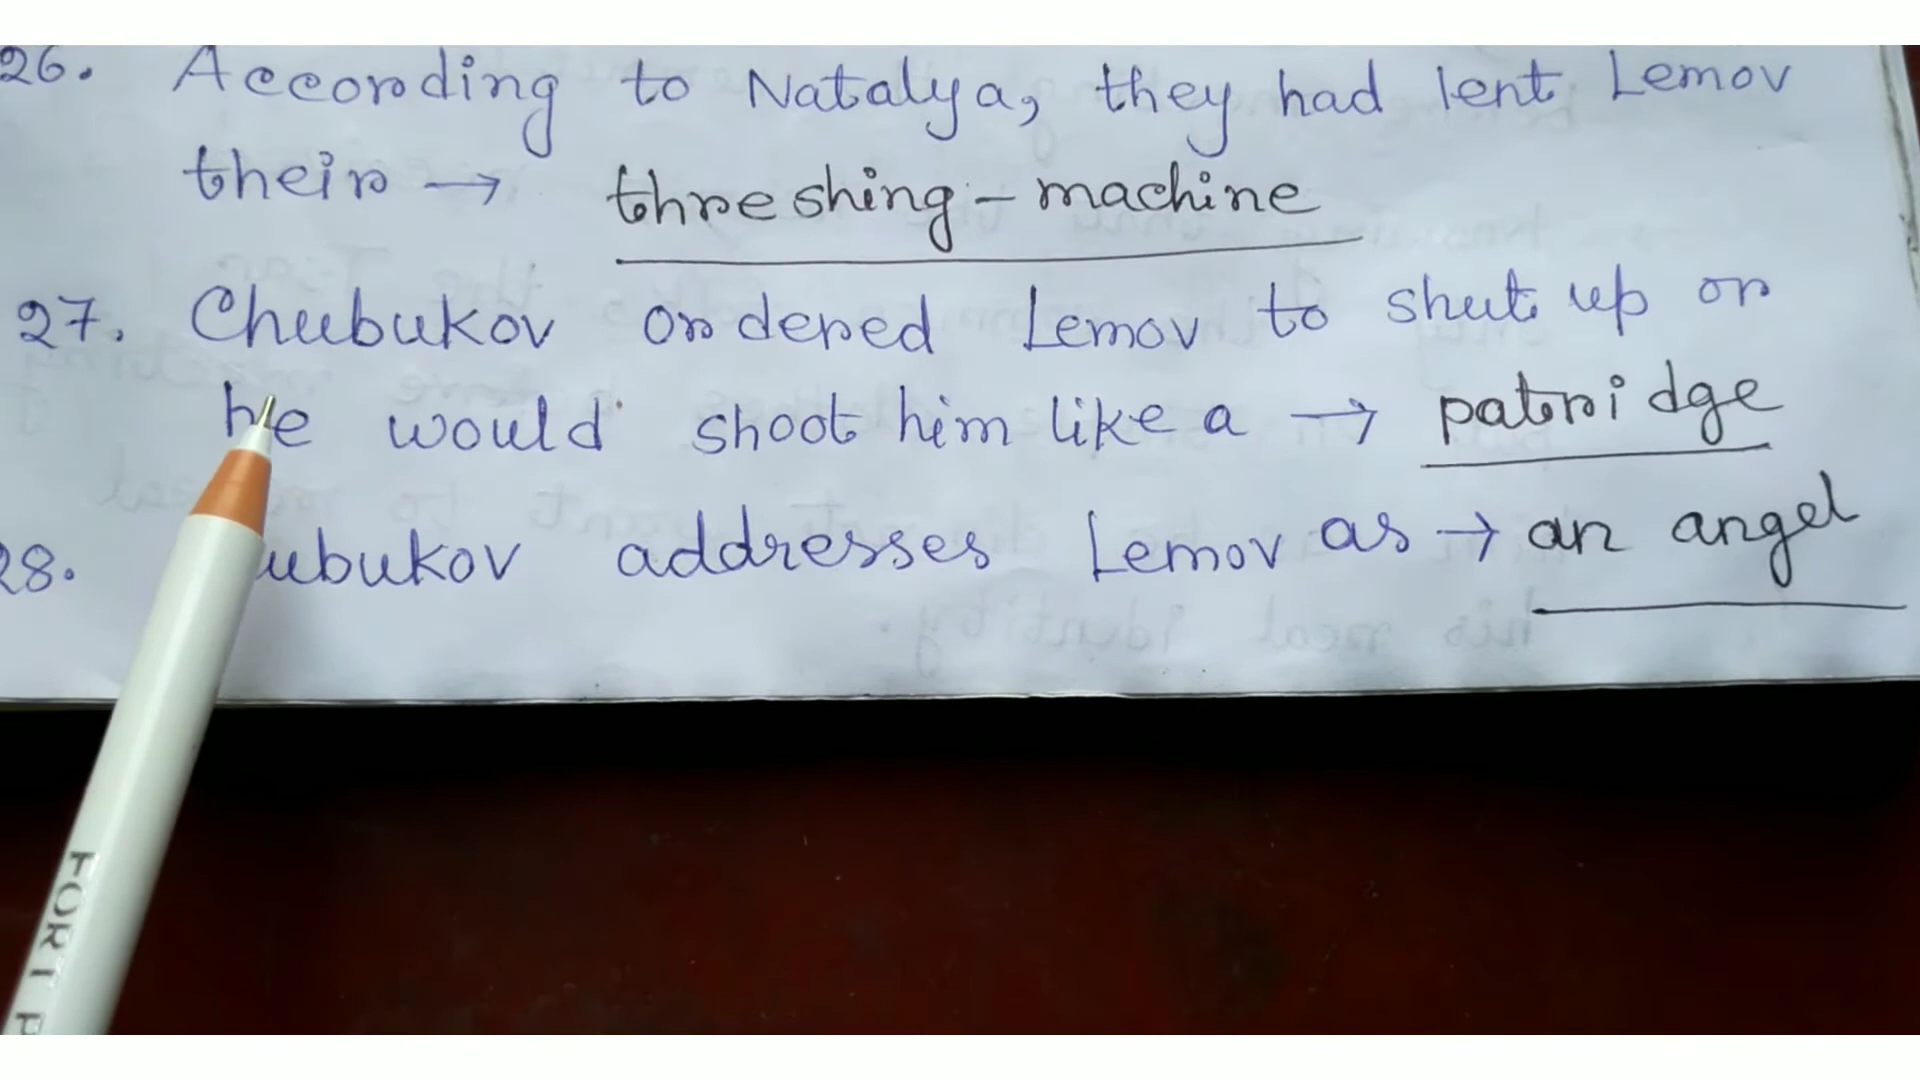 26. According to Natalya, they had lent Lemov
their → threshing-machine
27. Chubukov ordered Lemov to shut up or
he would shoot him like a → patridge
28. ubukov addresses Lemov as → an angel
FORT P